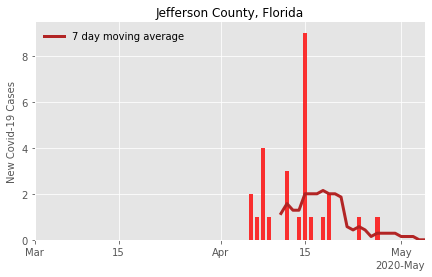 Jefferson County, Florida
7 day moving average
New Covid-19 Cases
8
6
4
2
0
Mar 15 Apr 15 May
2020-May